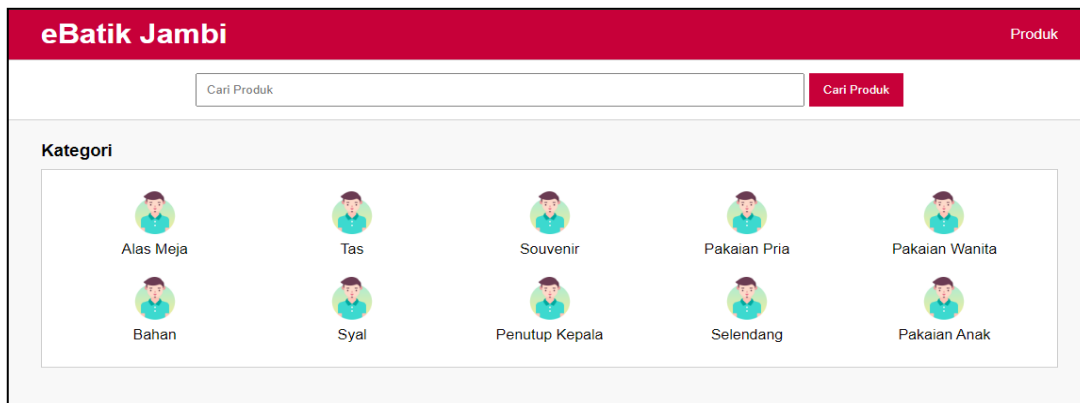 eBatik Jambi
Produk
Cari Produk
Cari Produk
Kategori
Alas Meja
Tas
Souvenir
Pakaian Pria
Pakaian Wanita
Bahan
Syal
Penutup Kepala
Selendang
Pakaian Anak